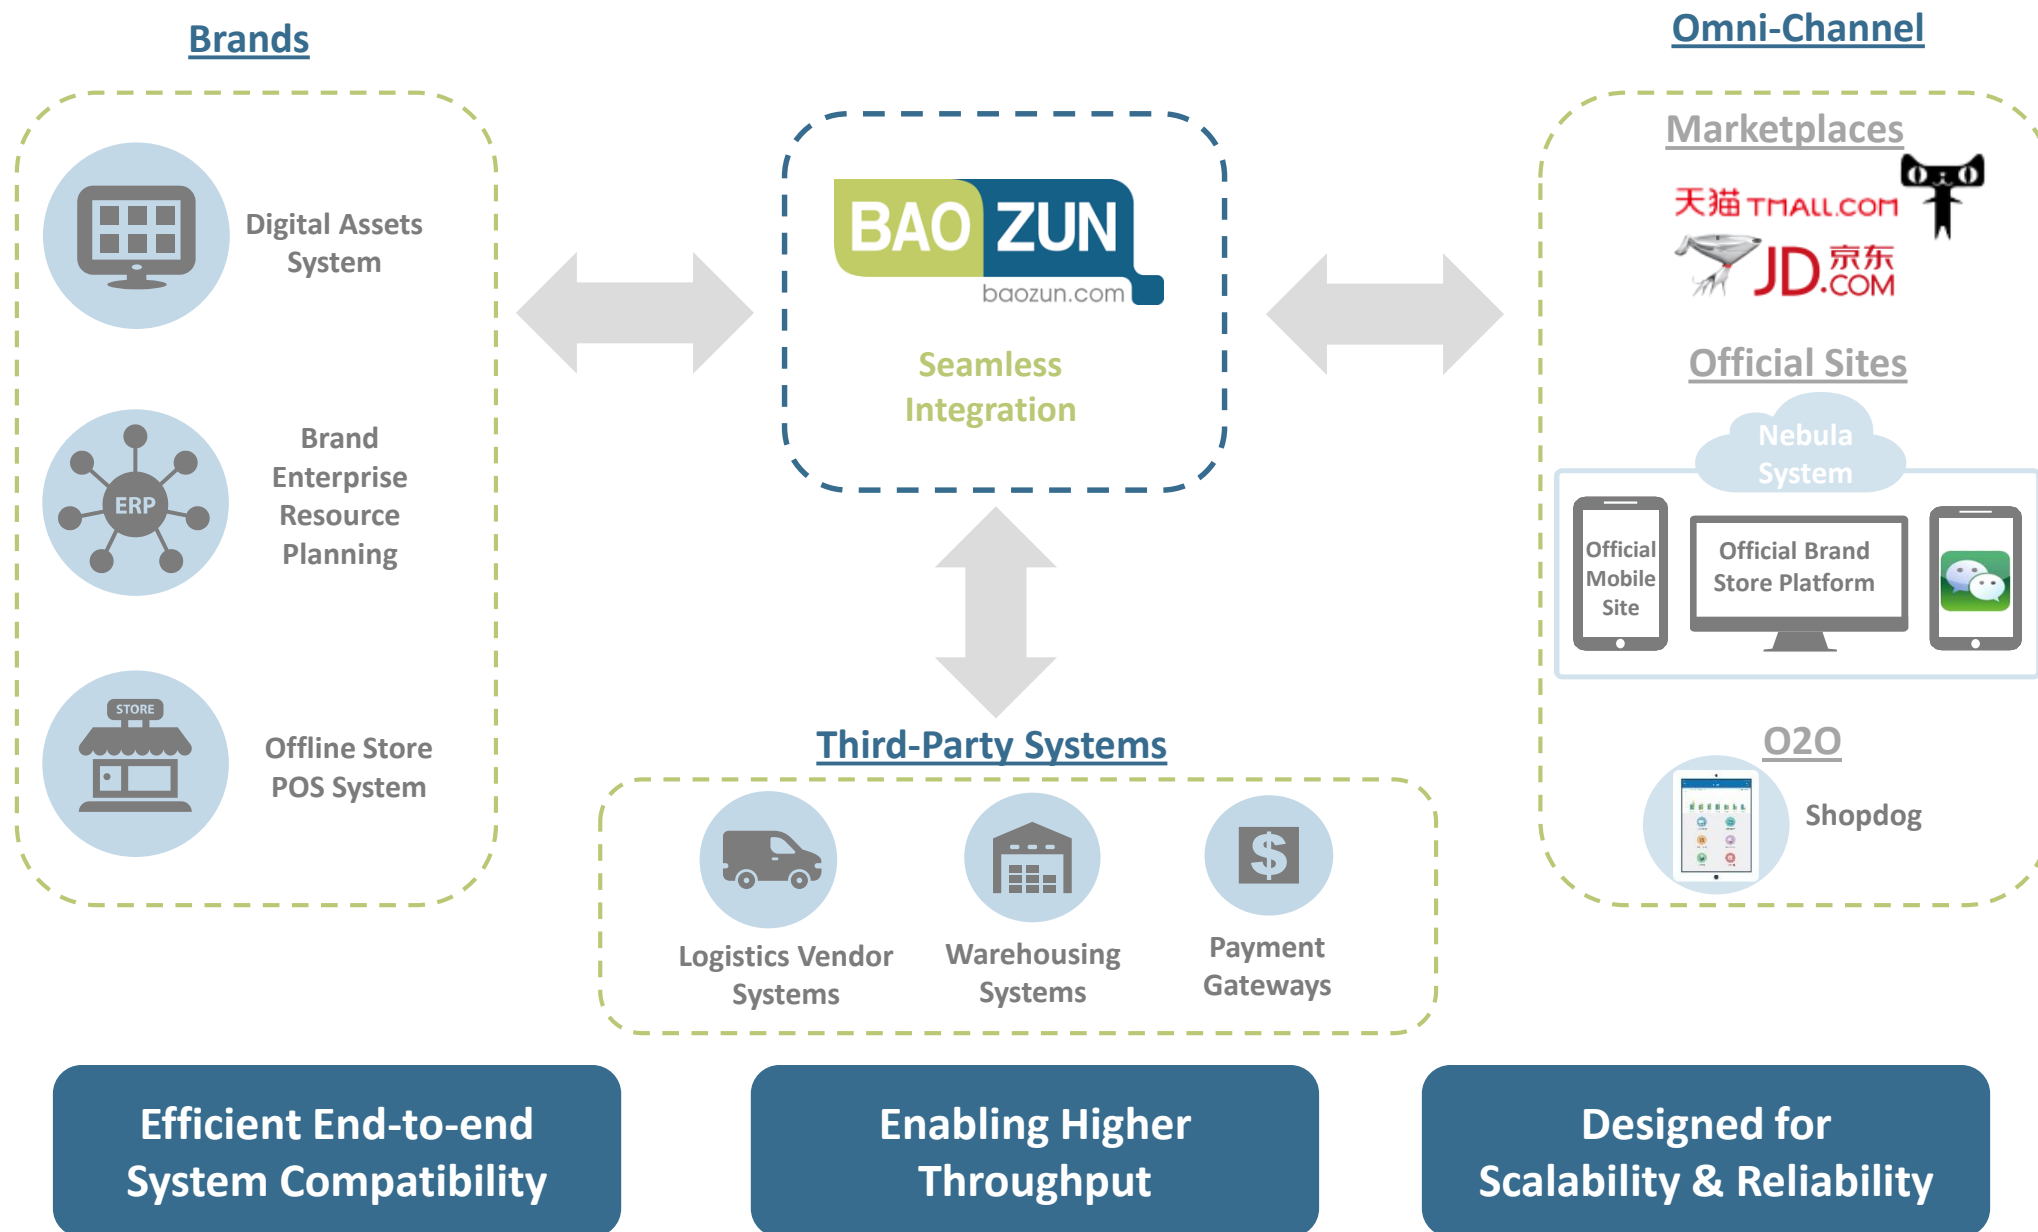 Brands
Digital Assets
System
ERP
Brand
Enterprise
Resource
Planning
STORE
Offline Store
POS System
BAO ZUN
baozun.com
Seamless
Integration
Third-Party Systems
Logistics Vendor
Systems
Warehousing
Systems
$
Payment
Gateways
Omni-Channel
Marketplaces
天猫 TMALL.COM
JD 京东
.COM
Official Sites
Nebula
System
Official
Mobile
Site
Official Brand
Store Platform
O2O
Shopdog
Efficient End-to-end
System Compatibility
Enabling Higher
Throughput
Designed for
Scalability & Reliability